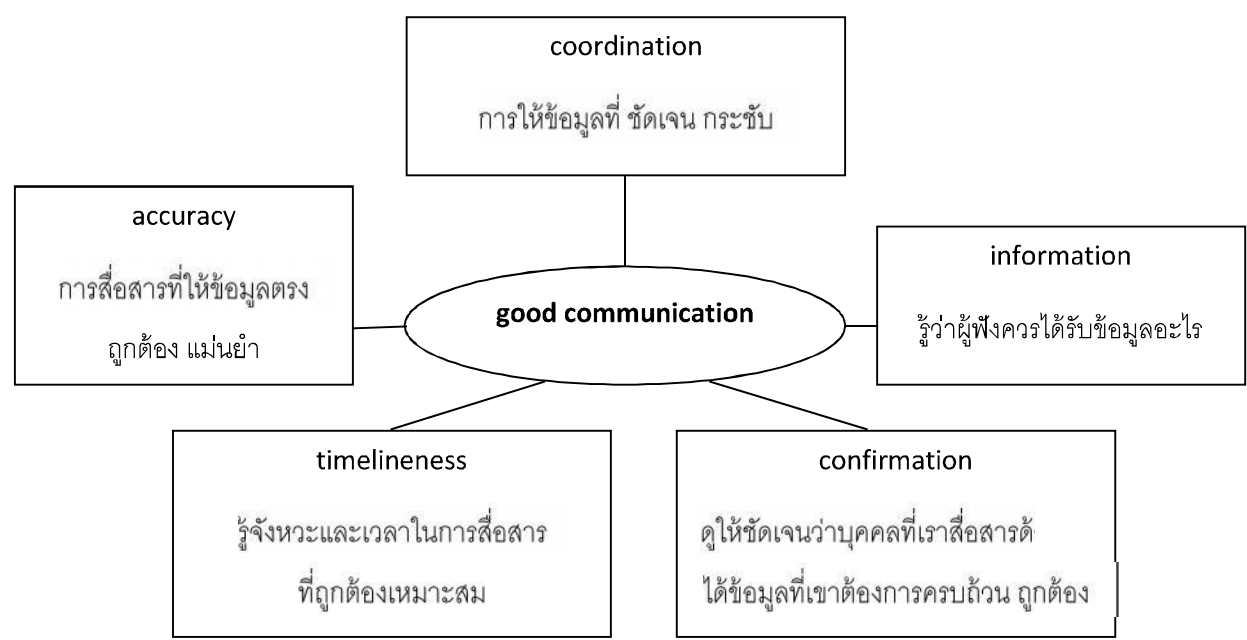 coordination
การให้ข้อมูลที่ ชัดเจน กระชับ
accuracy
การสื่อสารที่ให้ข้อมูลตรง
ถูกต้อง แม่นยำ
good communication
information
รู้ว่าผู้ฟังควรได้รับข้อมูลอะไร
timelineness
รู้จังหวะและเวลาในการสื่อสาร
ที่ถูกต้องเหมาะสม
confirmation
ดูให้ชัดเจนว่าบุคคลที่เราสื่อสาร
ได้ข้อมูลที่เขาต้องการครบถ้วน ถูกต้อง